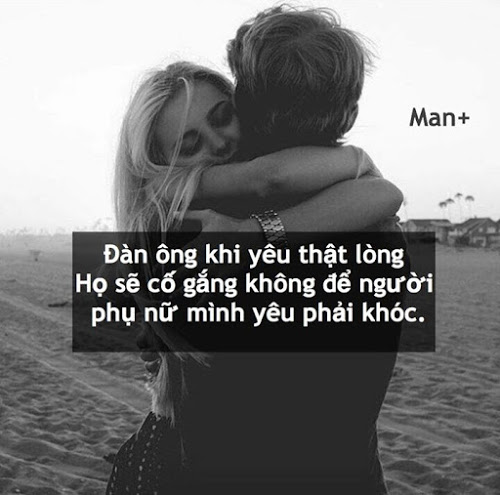 Man+
Đàn ông khi yêu thật lòng
Họ sẽ cố gắng không để người
phụ nữ mình yêu phải khóc.